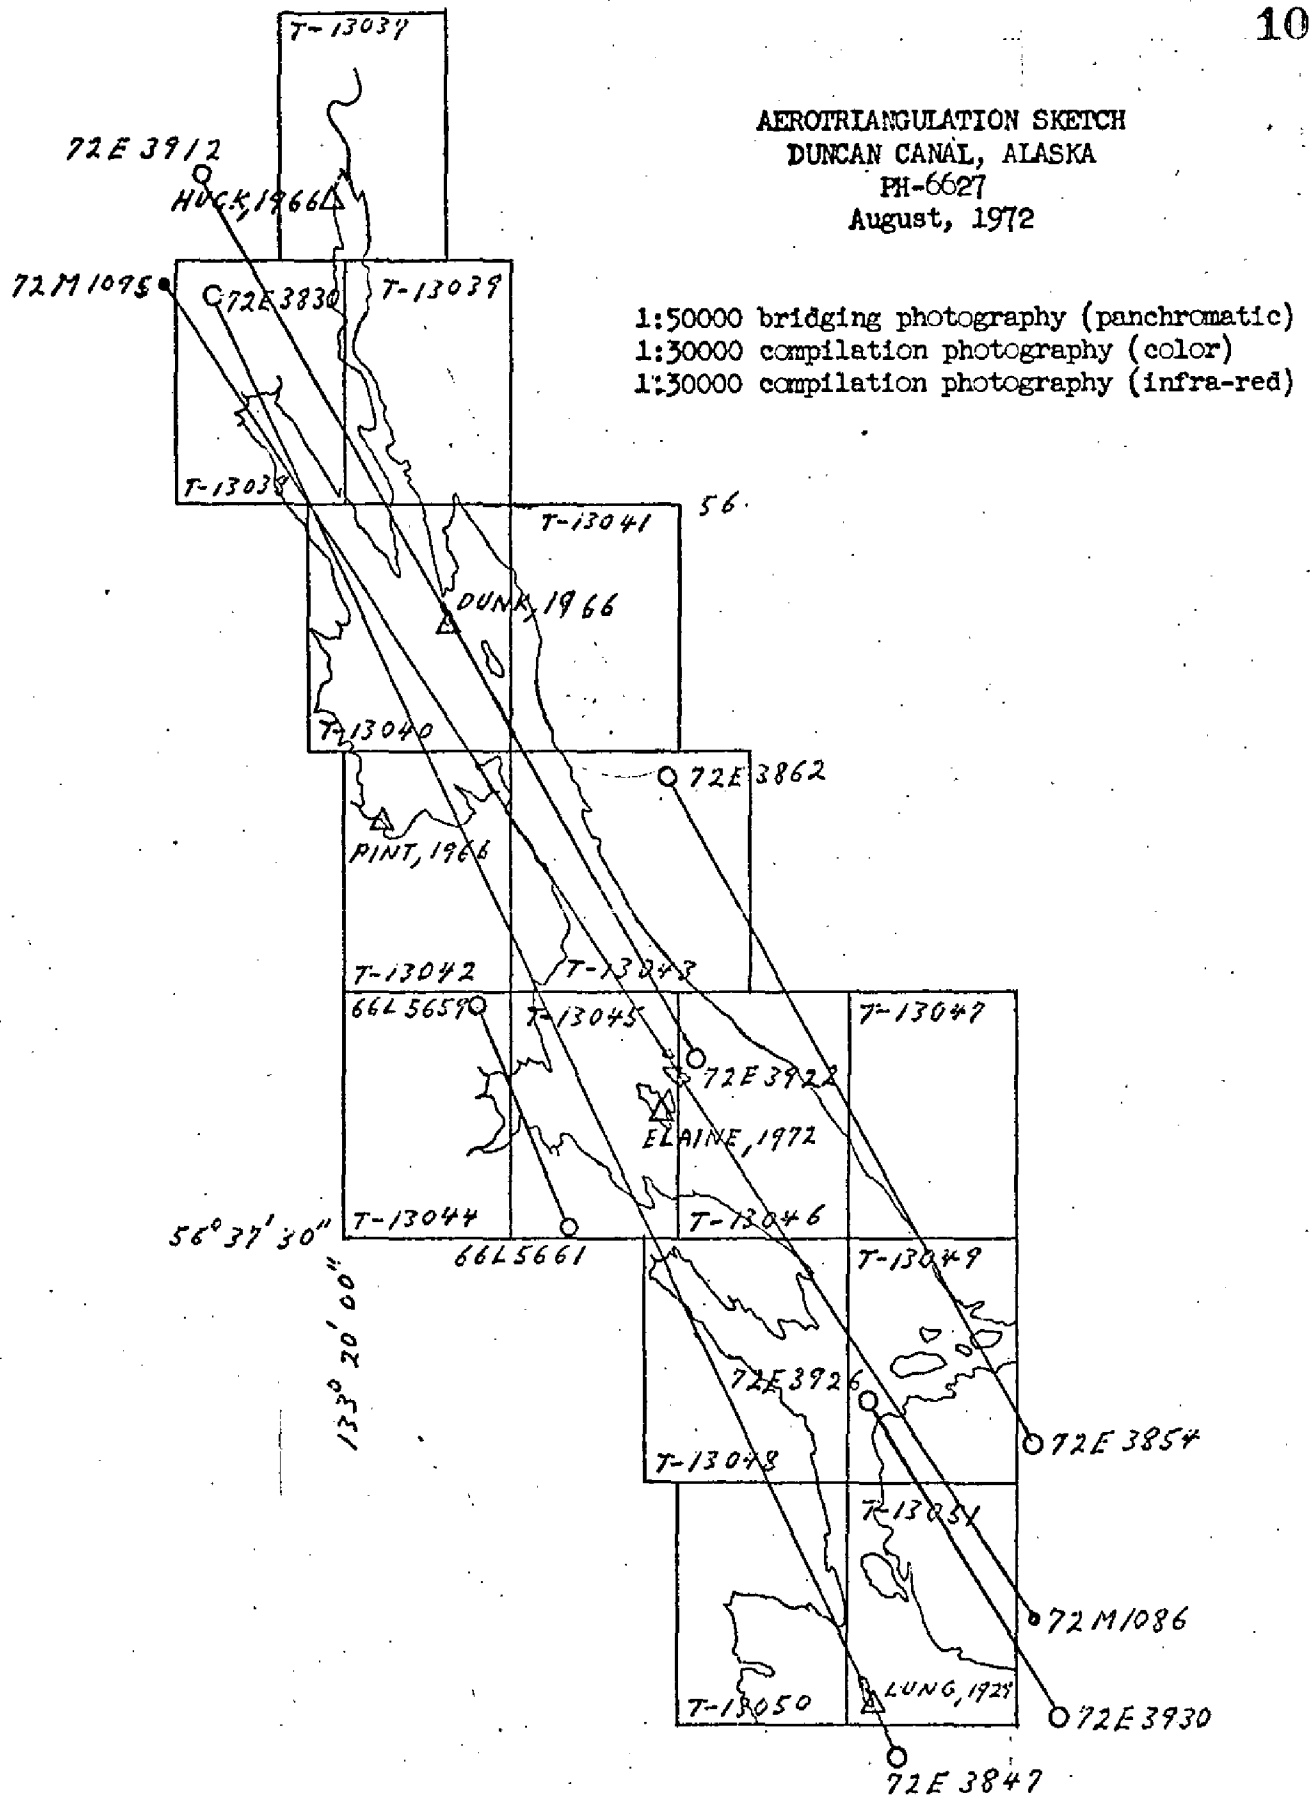 10
T-13037
AEROTRIANGULATION SKETCH
DUNCAN CANAL, ALASKA
PH-6627
August, 1972
72E 3912
HUCK, 1966
72M 1095
72E 3830
T-13039
1:50000 bridging photography (panchromatic)
1:30000 compilation photography (color)
1:30000 compilation photography (infra-red)
T-13038
56.
T-13041
DUNK, 1966
T-13040
72E 3862
PINT, 1966
T-13042
T-13043
66L 5659
T-13045
T-13047
72E 3922
ELAINE, 1972
T-13044
T-13046
56° 37' 30"
66L 5661
T-13049
133° 20' 00"
72E 3926
72E 3854
T-13048
T-13051
72M 1086
LUNG, 1929
T-13050
72E 3930
72E 3847